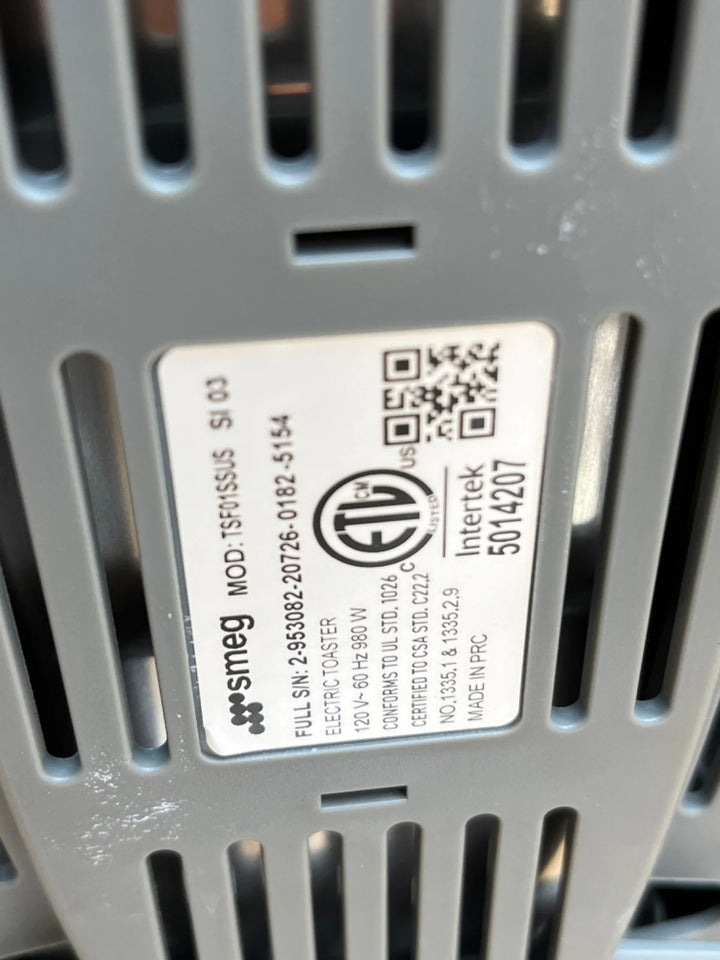 smeg MOD: TSF01SSUS SI 03
FULL S/N: 2-953082-20726-0182-5154
ELECTRIC TOASTER
120 V~ 60 Hz 980 W
CONFORMS TO UL STD. 1026
CERTIFIED TO CSA STD. C22.2
NO.1335.1 & 1335.2.9
MADE IN PRC
ETL CM
LISTED
C US
Intertek
5014207